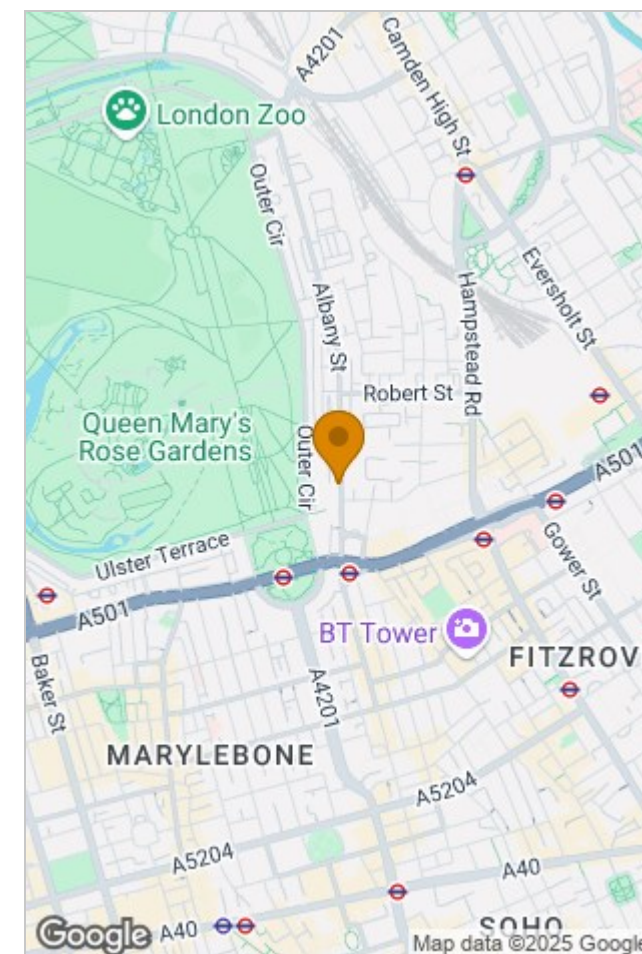 A4201
Camden High St
London Zoo
Outer Cir
Albany St
Hampstead Rd
Eversholt St
Robert St
Queen Mary's
Rose Gardens
Outer Cir
A501
Ulster Terrace
Gower St
A501
BT Tower
Baker St
FITZROV
A4201
MARYLEBONE
A5204
A5204
A40
SOHO
Google
A40
Map data ©2025 Google